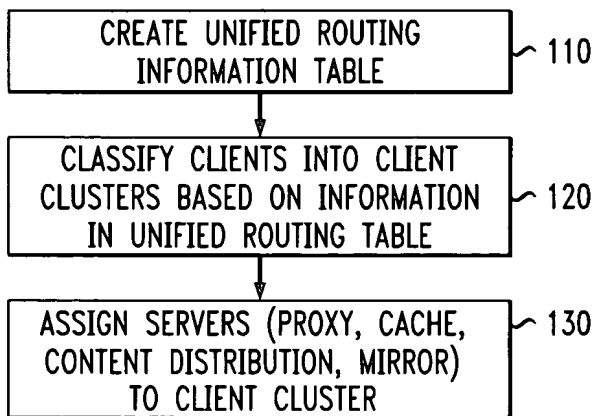 CREATE UNIFIED ROUTING
INFORMATION TABLE
110
CLASSIFY CLIENTS INTO CLIENT
CLUSTERS BASED ON INFORMATION
IN UNIFIED ROUTING TABLE
120
ASSIGN SERVERS (PROXY, CACHE,
CONTENT DISTRIBUTION, MIRROR)
TO CLIENT CLUSTER
130